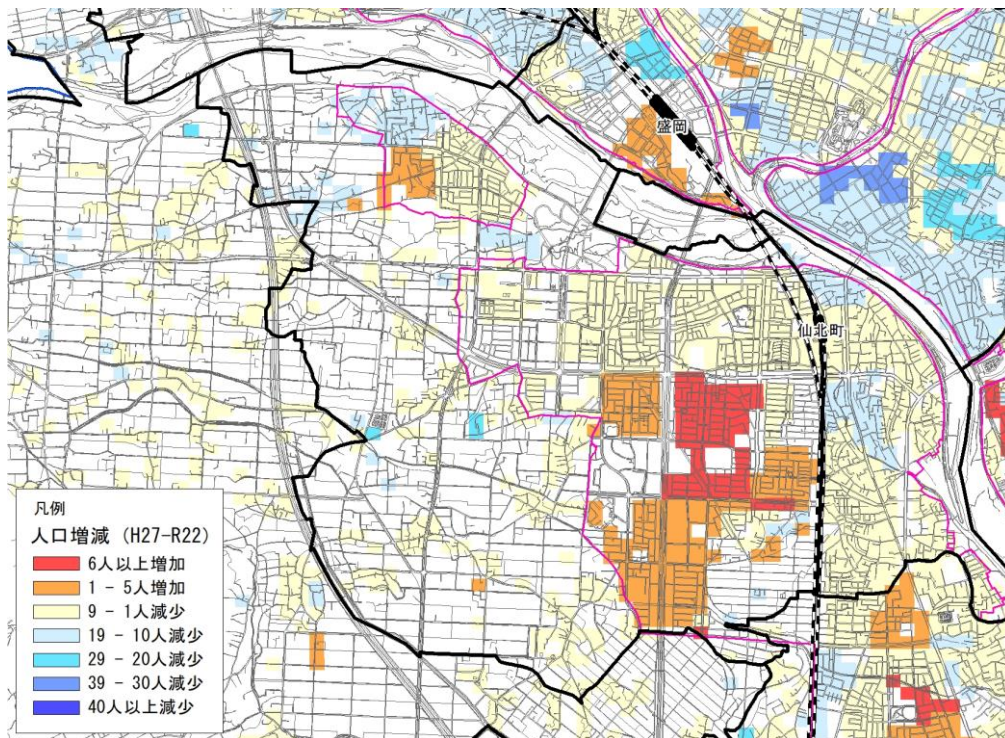 盛岡
仙北町
凡例
人口増減 (H27-R22)
6人以上増加
1 - 5人増加
9 - 1人減少
19 - 10人減少
29 - 20人減少
39 - 30人減少
40人以上減少